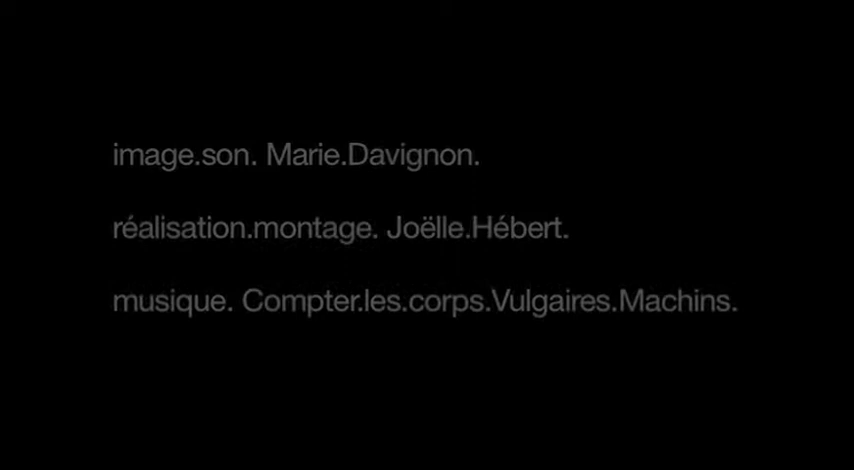 image.son. Marie.Davignon.
réalisation.montage. Joëlle.Hébert.
musique. Compter.les.corps.Vulgaires.Machins.